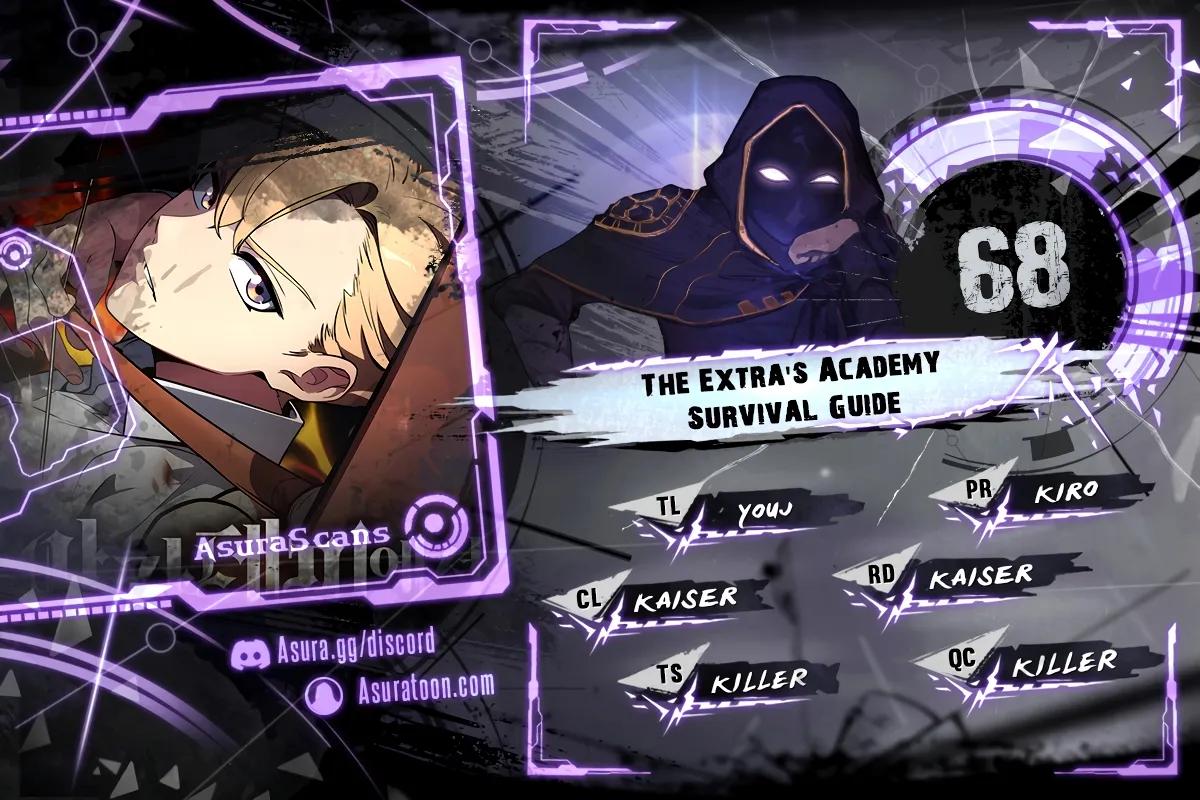 68
THE EXTRA'S ACADEMY
SURVIVAL GUIDE
TL YOUJ
PR KIRO
CL KAISER
RD KAISER
TS KILLER
QC KILLER
AsuraScans
Asura.gg/discord
Asuratoon.com